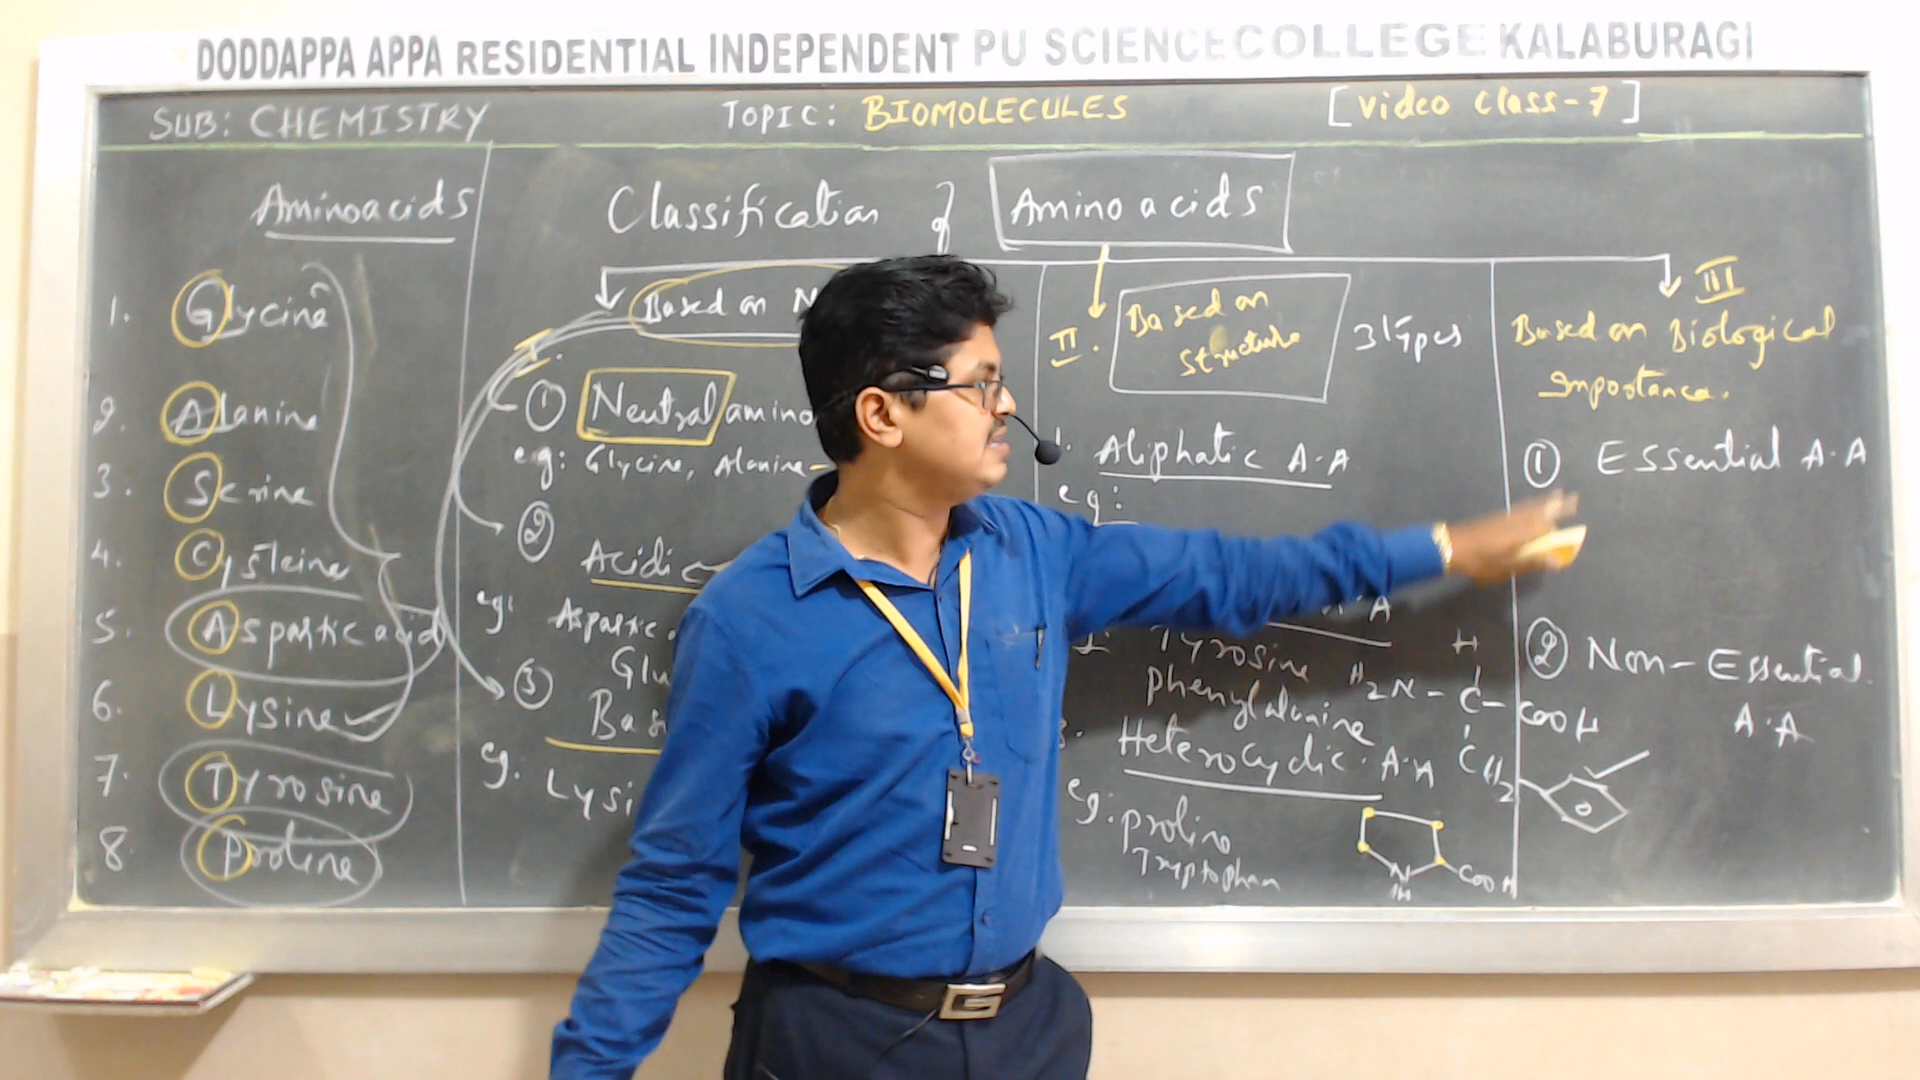 DODDAPPA APPA RESIDENTIAL INDEPENDENT PU SCIENCE COLLEGE KALABURAGI
SUB: CHEMISTRY
TOPIC: BIOMOLECULES
[Video Class-7]
Aminoacids
1. Glycine
2. Alanine
3. Serine
4. Cysteine
5. Aspartic acid
6. Lysine
7. Tyrosine
8 Proline
Classification of Amino acids
Based on N
I.
① Neutral amino
eg: Glycine, Alanine
②
Acidic
eg: Aspartic
Glu
③
Bas
eg. Lysi
II. Based on
Structure
3 Types
1. Aliphatic A.A
eg:
A.A
Tyrosine
phenylalanine
H
H2N - C - COOH
CH2
Heterocyclic. A.A
eg: proline
Tryptophan
N
H
COOH
III
Based on Biological
Importance.
① Essential A.A
② Non-Essential
A.A